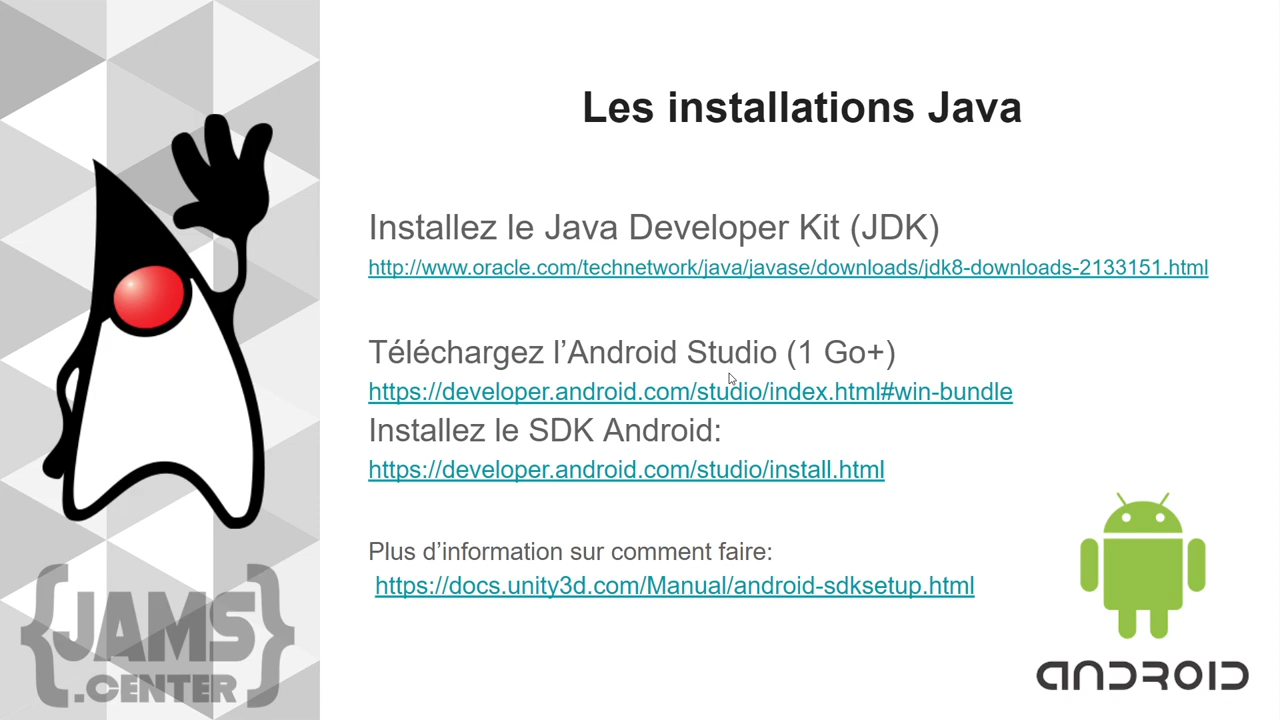 Les installations Java
Installez le Java Developer Kit (JDK)
http://www.oracle.com/technetwork/java/javase/downloads/jdk8-downloads-2133151.html
Téléchargez l’Android Studio (1 Go+)
https://developer.android.com/studio/index.html#win-bundle
Installez le SDK Android:
https://developer.android.com/studio/install.html
Plus d’information sur comment faire:
https://docs.unity3d.com/Manual/android-sdksetup.html
{JAMS
.CENTER}
ANDROID